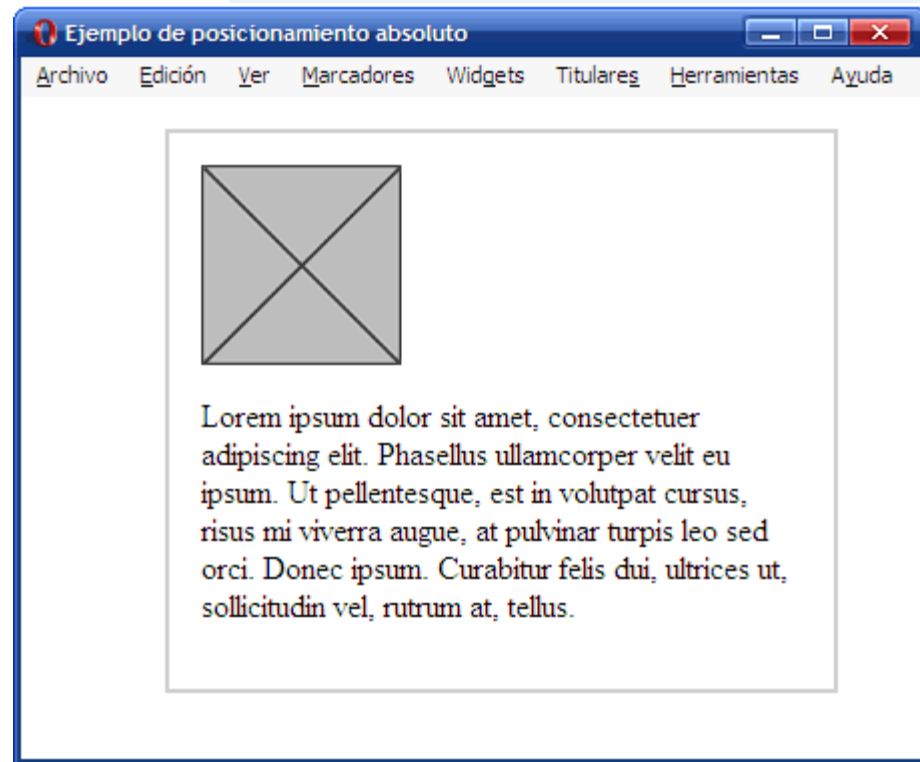 Ejemplo de posicionamiento absoluto
Archivo Edición Ver Marcadores Widgets Titulares Herramientas Ayuda
Lorem ipsum dolor sit amet, consectetuer
adipiscing elit. Phasellus ullamcorper velit eu
ipsum. Ut pellentesque, est in volutpat cursus,
risus mi viverra augue, at pulvinar turpis leo sed
orci. Donec ipsum. Curabitur felis dui, ultrices ut,
sollicitudin vel, rutrum at, tellus.